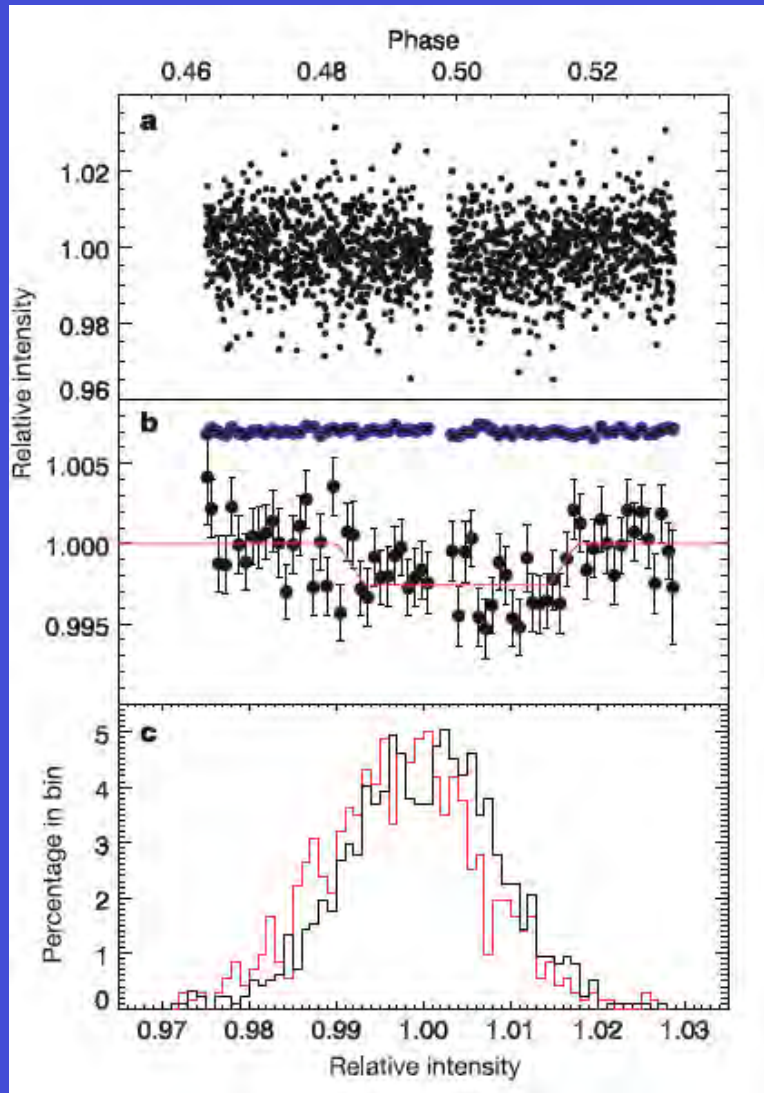 Phase
0.46 0.48 0.50 0.52
a
1.02
1.00
0.98
0.96
Relative intensity
b
1.005
1.000
0.995
c
5
4
3
2
1
0
Percentage in bin
0.97 0.98 0.99 1.00 1.01 1.02 1.03
Relative intensity